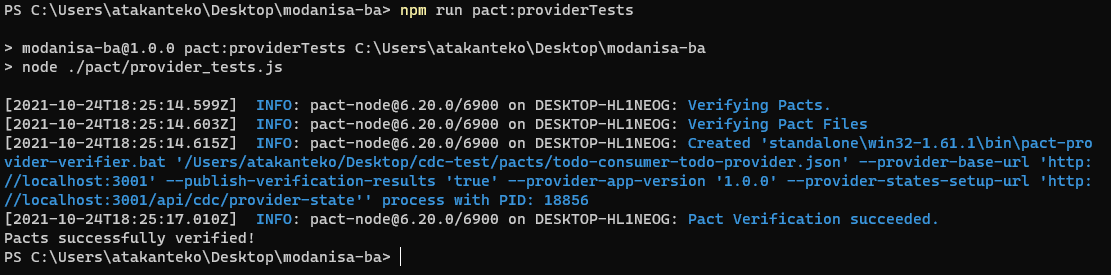 PS C:\Users\atakanteko\Desktop\modanisa-ba> npm run pact:providerTests
> modanisa-ba@1.0.0 pact:providerTests C:\Users\atakanteko\Desktop\modanisa-ba
> node ./pact/provider_tests.js
[2021-10-24T18:25:14.599Z]  INFO: pact-node@6.20.0/6900 on DESKTOP-HL1NEOG: Verifying Pacts.
[2021-10-24T18:25:14.603Z]  INFO: pact-node@6.20.0/6900 on DESKTOP-HL1NEOG: Verifying Pact Files
[2021-10-24T18:25:14.615Z]  INFO: pact-node@6.20.0/6900 on DESKTOP-HL1NEOG: Created 'standalone\win32-1.61.1\bin\pact-pro
vider-verifier.bat '/Users/atakanteko/Desktop/cdc-test/pacts/todo-consumer-todo-provider.json' --provider-base-url 'http:
//localhost:3001' --publish-verification-results 'true' --provider-app-version '1.0.0' --provider-states-setup-url 'http:
//localhost:3001/api/cdc/provider-state'' process with PID: 18856
[2021-10-24T18:25:17.010Z]  INFO: pact-node@6.20.0/6900 on DESKTOP-HL1NEOG: Pact Verification succeeded.
Pacts successfully verified!
PS C:\Users\atakanteko\Desktop\modanisa-ba>